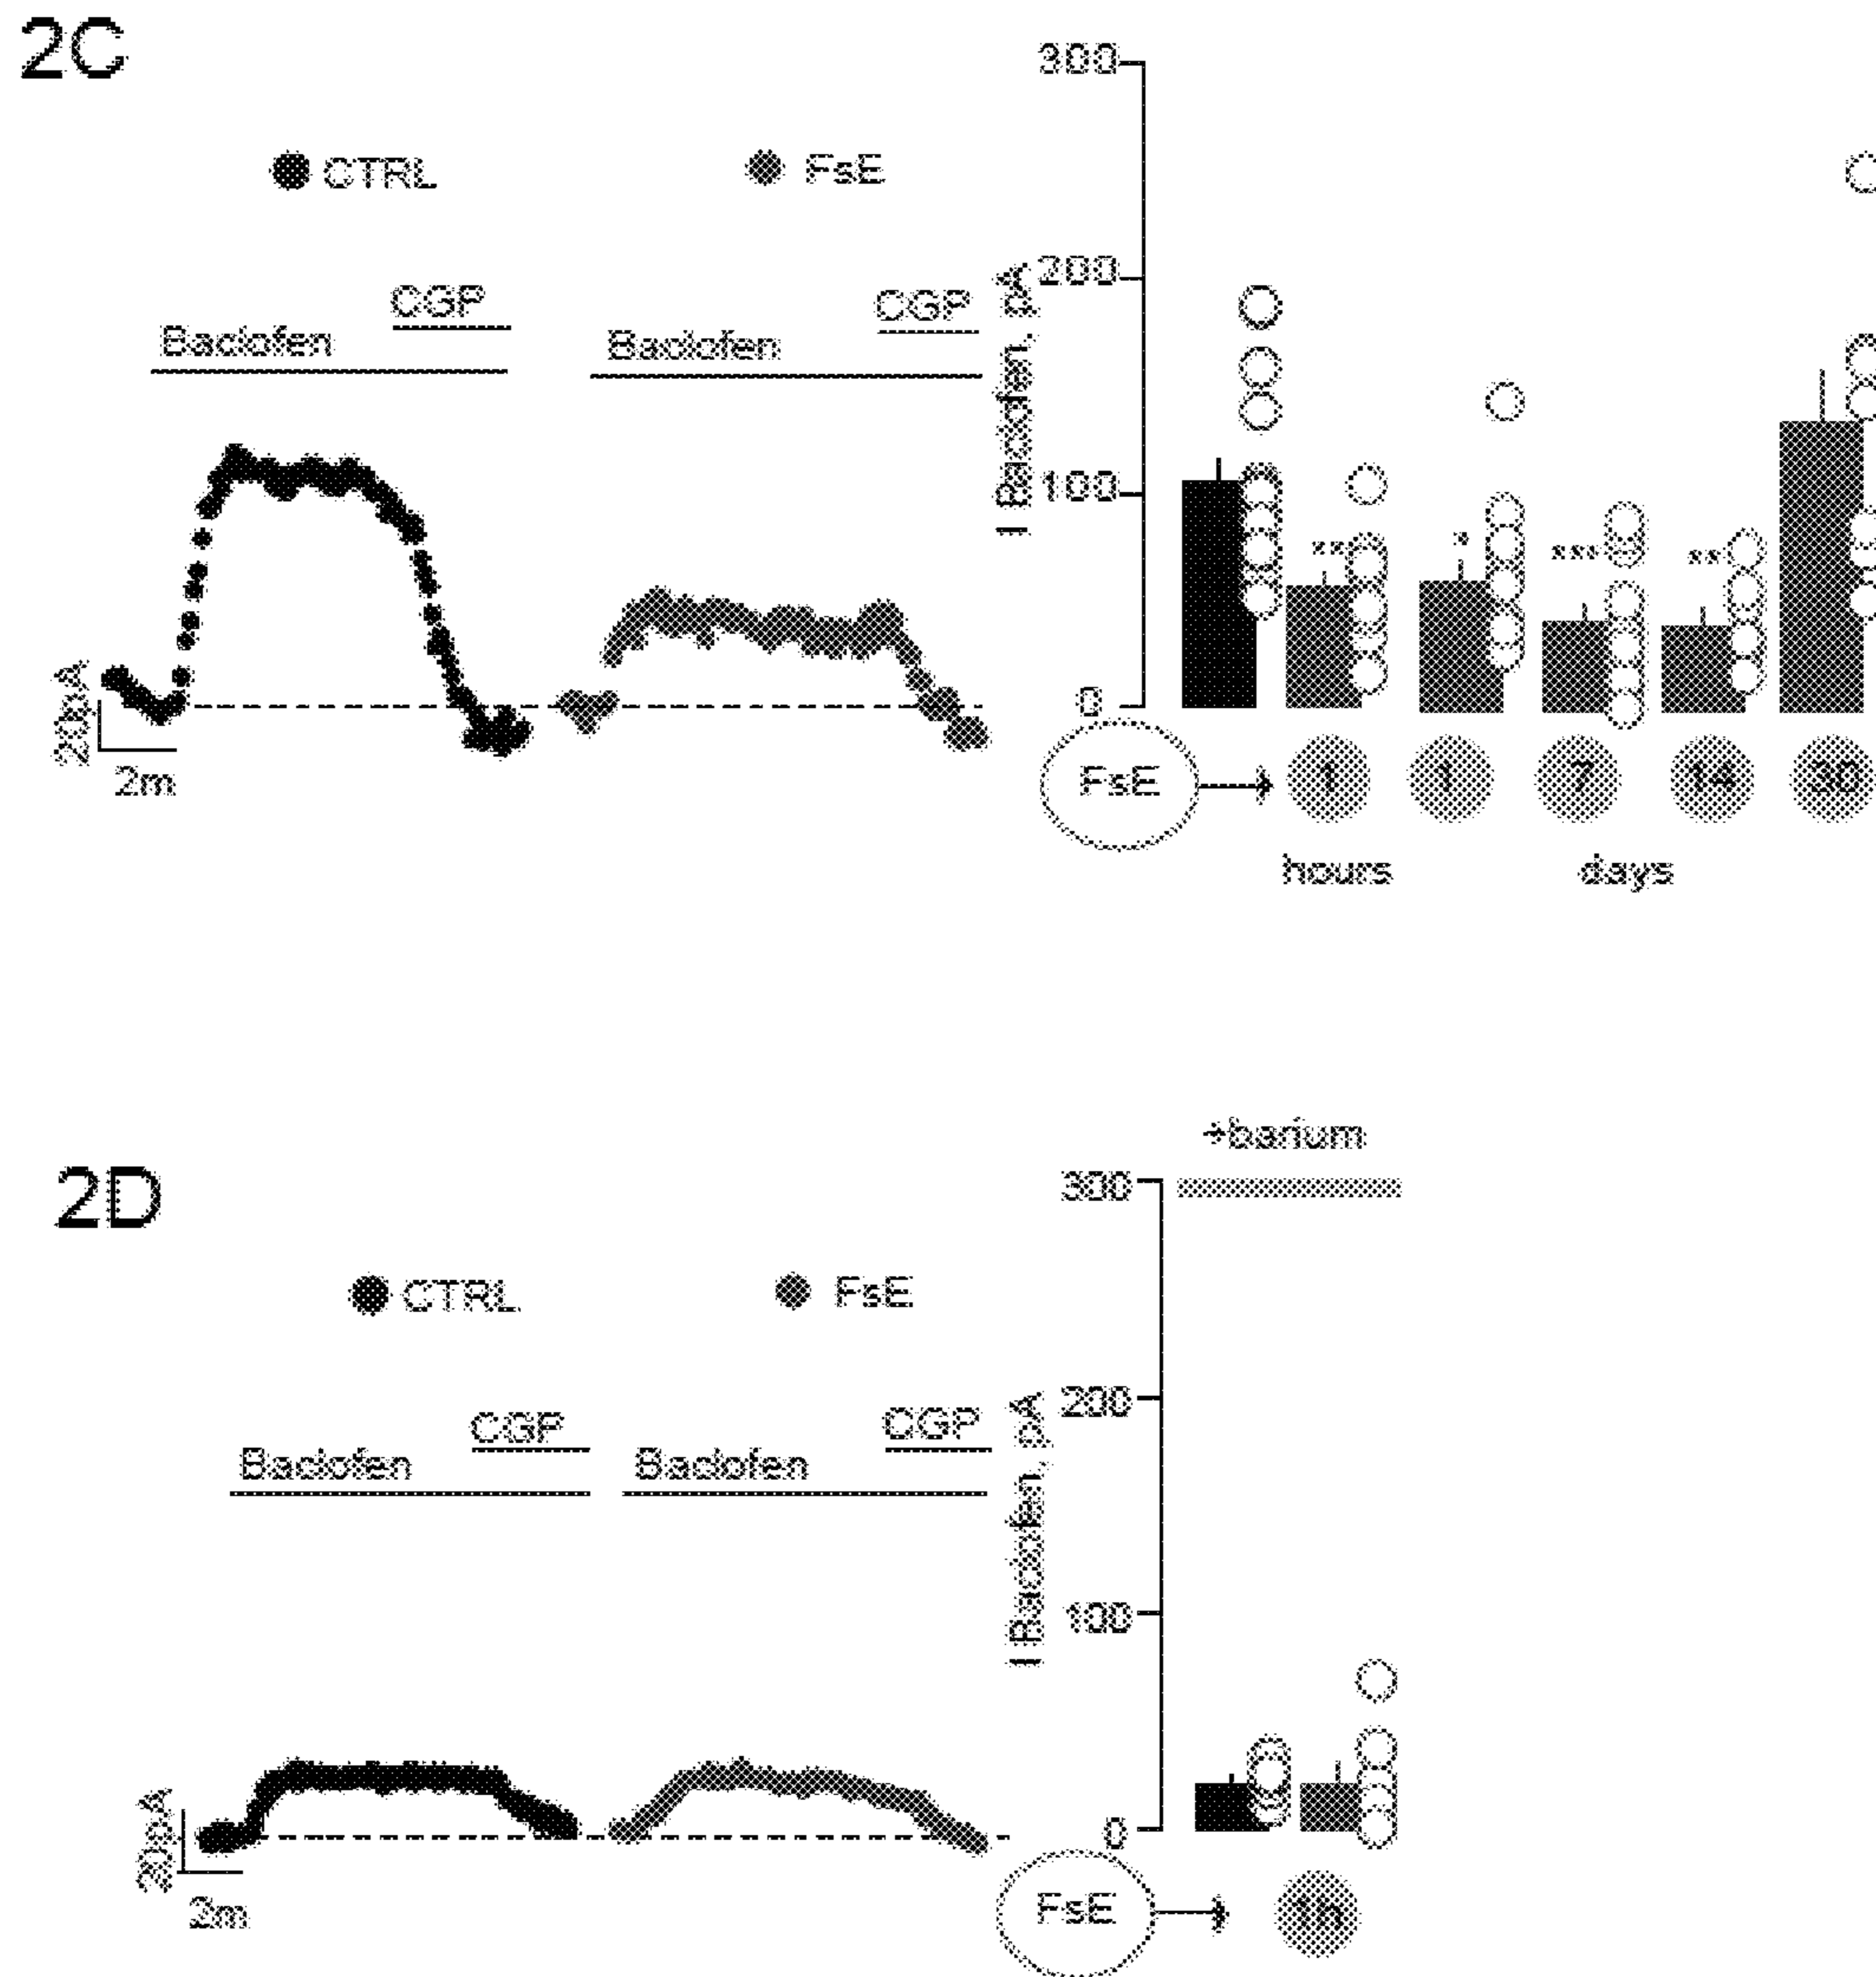 2C
CTRL
FsE
CGP
Baclofen
CGP
Baclofen
20pA
2m
I Baclofen, pA
300
200
100
0
**
*
***
**
FsE
1
1
7
14
30
hours
days
2D
CTRL
FsE
CGP
Baclofen
CGP
Baclofen
20pA
2m
+barium
I Baclofen, pA
300
200
100
0
FsE
1h